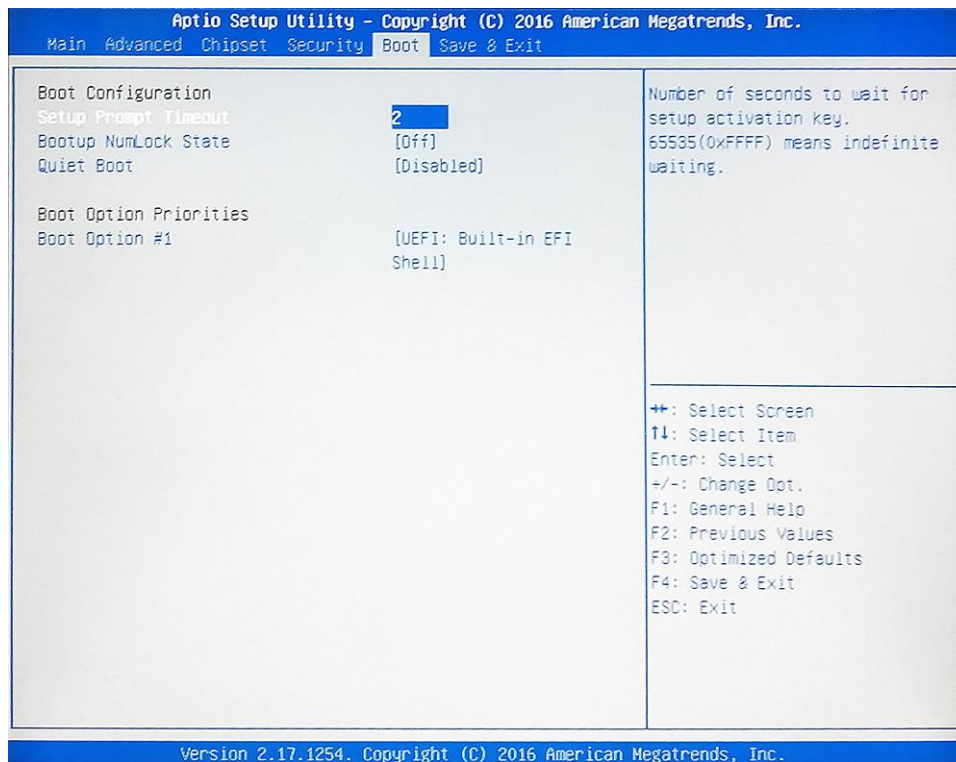 Aptio Setup Utility - Copyright (C) 2016 American Megatrends, Inc.
Main Advanced Chipset Security Boot Save & Exit
Boot Configuration
Setup Prompt Timeout 2
Bootup NumLock State [Off]
Quiet Boot [Disabled]
Boot Option Priorities
Boot Option #1 [UEFI: Built-in EFI
Shell]
Number of seconds to wait for
setup activation key.
65535(0xFFFF) means indefinite
waiting.
→←: Select Screen
↑↓: Select Item
Enter: Select
+/-: Change Opt.
F1: General Help
F2: Previous Values
F3: Optimized Defaults
F4: Save & Exit
ESC: Exit
Version 2.17.1254. Copyright (C) 2016 American Megatrends, Inc.